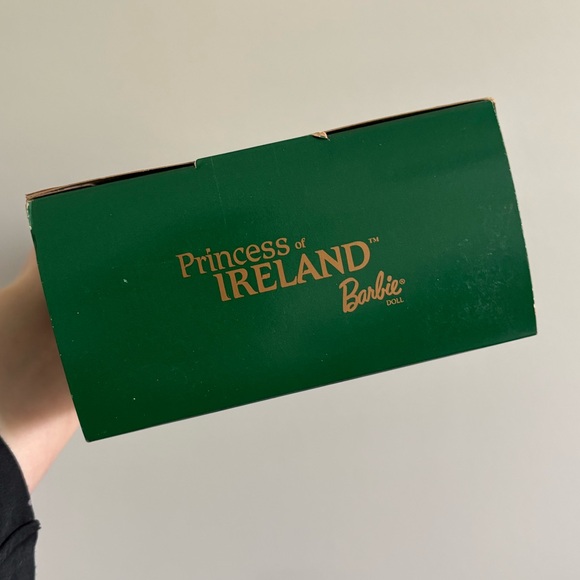 Princess of
IRELAND™
Barbie®
DOLL